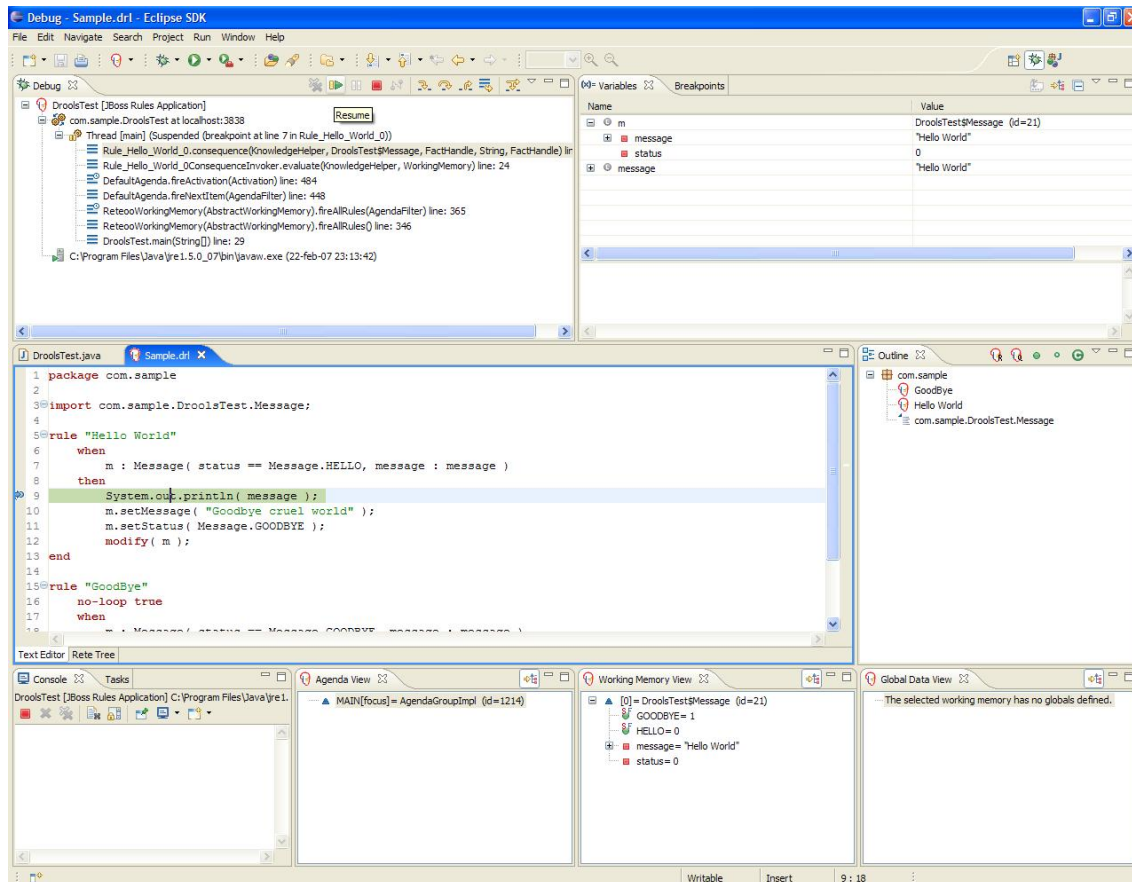 Debug - Sample.drl - Eclipse SDK
File Edit Navigate Search Project Run Window Help
Debug
Resume
DroolsTest [JBoss Rules Application]
com.sample.DroolsTest at localhost:3838
Thread [main] (Suspended (breakpoint at line 7 in Rule_Hello_World_0))
Rule_Hello_World_0.consequence(KnowledgeHelper, DroolsTest$Message, FactHandle, String, FactHandle) lin
Rule_Hello_World_0ConsequenceInvoker.evaluate(KnowledgeHelper, WorkingMemory) line: 24
DefaultAgenda.fireActivation(Activation) line: 484
DefaultAgenda.fireNextItem(AgendaFilter) line: 448
ReteooWorkingMemory(AbstractWorkingMemory).fireAllRules(AgendaFilter) line: 365
ReteooWorkingMemory(AbstractWorkingMemory).fireAllRules() line: 346
DroolsTest.main(String[]) line: 29
C:\Program Files\Java\jre1.5.0_07\bin\javaw.exe (22-feb-07 23:13:42)
(x)= Variables Breakpoints
Name Value
m DroolsTest$Message (id=21)
message "Hello World"
status 0
message "Hello World"
DroolsTest.java Sample.drl
1 package com.sample
2
3 import com.sample.DroolsTest.Message;
4
5 rule "Hello World"
6 when
7 m : Message( status == Message.HELLO, message : message )
8 then
9 System.out.println( message );
10 m.setMessage( "Goodbye cruel world" );
11 m.setStatus( Message.GOODBYE );
12 modify( m );
13 end
14
15 rule "GoodBye"
16 no-loop true
17 when
18 m : Message( status == Message.GOODBYE, message : message )
Text Editor Rete Tree
Outline
com.sample
GoodBye
Hello World
com.sample.DroolsTest.Message
Console Tasks
DroolsTest [JBoss Rules Application] C:\Program Files\Java\jre1.
Agenda View
MAIN[focus]= AgendaGroupImpl (id=1214)
Working Memory View
[0]= DroolsTest$Message (id=21)
GOODBYE= 1
HELLO= 0
message= "Hello World"
status= 0
Global Data View
The selected working memory has no globals defined.
Writable Insert 9 : 18